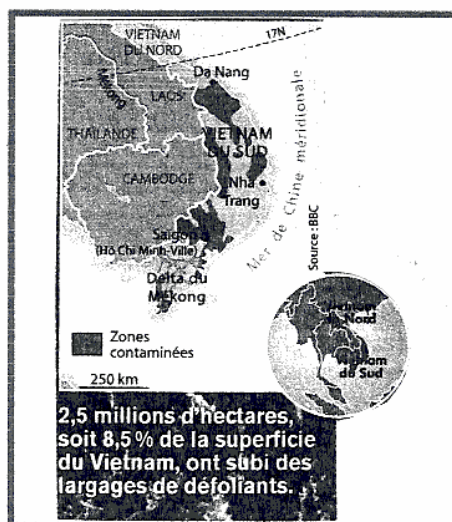 VIETNAM
DU NORD
17N
Da Nang
Mékong
LAOS
THAÏLANDE
VIETNAM
DU SUD
CAMBODGE
Nha
Trang
Mer de Chine méridionale
Source : BBC
Saigon
(Hô Chi Minh-Ville)
Delta du
Mékong
Vietnam
du Nord
Vietnam
du Sud
Zones
contaminées
250 km
2,5 millions d'hectares,
soit 8,5 % de la superficie
du Vietnam, ont subi des
largages de défoliants.